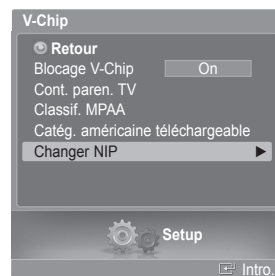 V-Chip
Retour
Blocage V-Chip On
Cont. paren. TV
Classif. MPAA
Catég. américaine téléchargeable
Changer NIP
Setup
Intro.